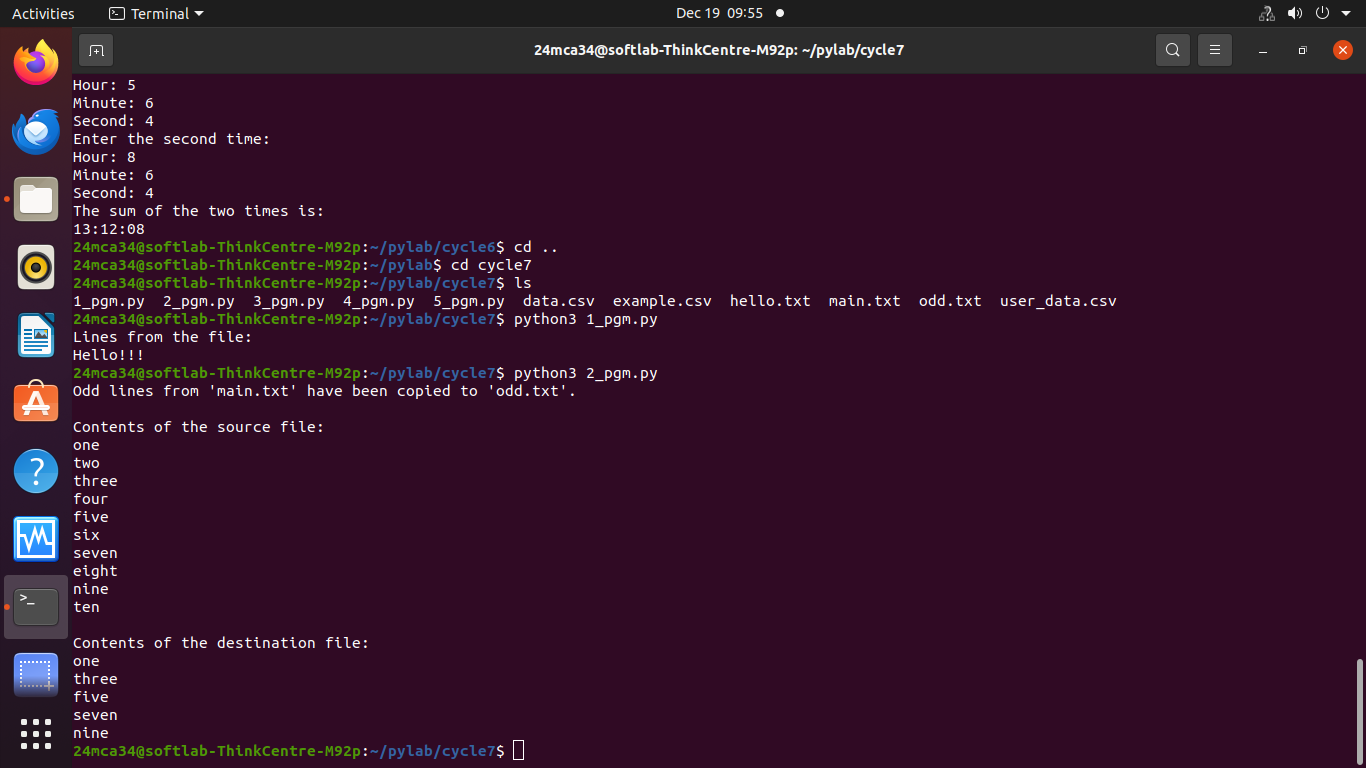 Activities Terminal Dec 19 09:55
24mca34@softlab-ThinkCentre-M92p: ~/pylab/cycle7
Hour: 5
Minute: 6
Second: 4
Enter the second time:
Hour: 8
Minute: 6
Second: 4
The sum of the two times is:
13:12:08
24mca34@softlab-ThinkCentre-M92p:~/pylab/cycle6$ cd ..
24mca34@softlab-ThinkCentre-M92p:~/pylab$ cd cycle7
24mca34@softlab-ThinkCentre-M92p:~/pylab/cycle7$ ls
1_pgm.py  2_pgm.py  3_pgm.py  4_pgm.py  5_pgm.py  data.csv  example.csv  hello.txt  main.txt  odd.txt  user_data.csv
24mca34@softlab-ThinkCentre-M92p:~/pylab/cycle7$ python3 1_pgm.py
Lines from the file:
Hello!!!
24mca34@softlab-ThinkCentre-M92p:~/pylab/cycle7$ python3 2_pgm.py
Odd lines from 'main.txt' have been copied to 'odd.txt'.

Contents of the source file:
one
two
three
four
five
six
seven
eight
nine
ten

Contents of the destination file:
one
three
five
seven
nine
24mca34@softlab-ThinkCentre-M92p:~/pylab/cycle7$